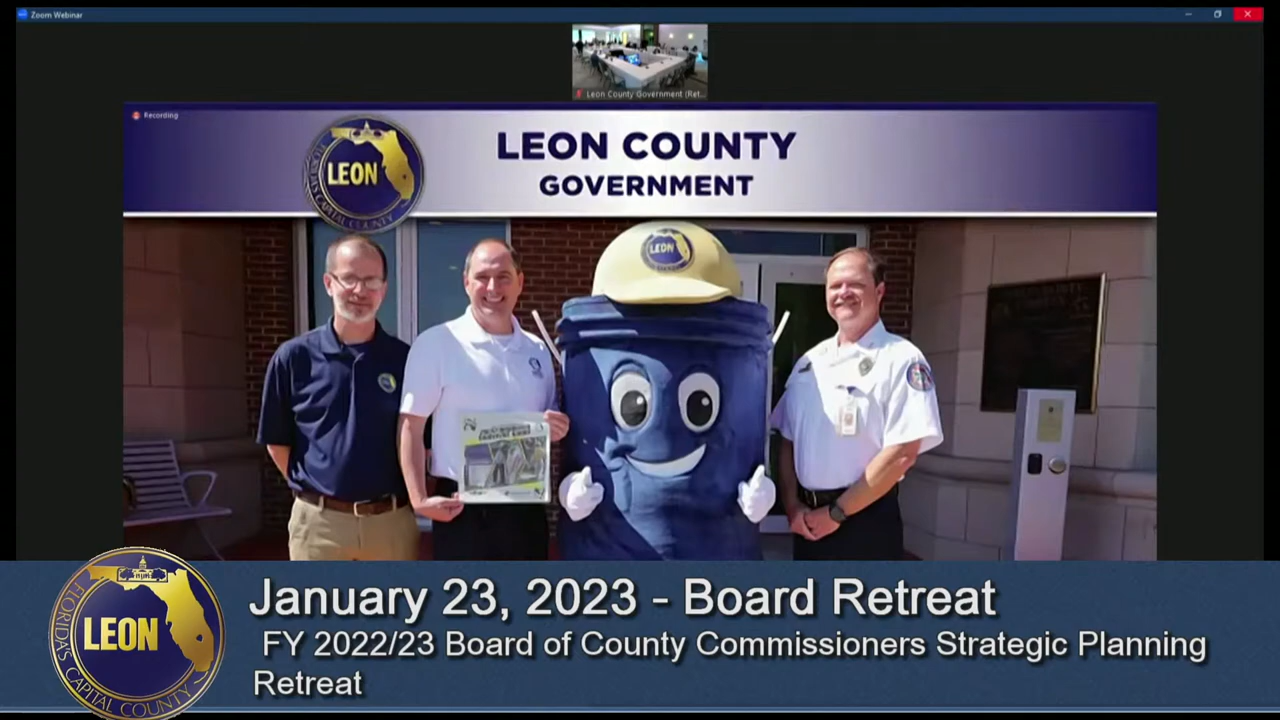 Zoom Webinar
Leon County Government (Ret...
Recording
LEON
FLORIDA'S CAPITAL COUNTY
LEON COUNTY
GOVERNMENT
LEON
LEON
FLORIDA'S CAPITAL COUNTY
January 23, 2023 - Board Retreat
FY 2022/23 Board of County Commissioners Strategic Planning
Retreat